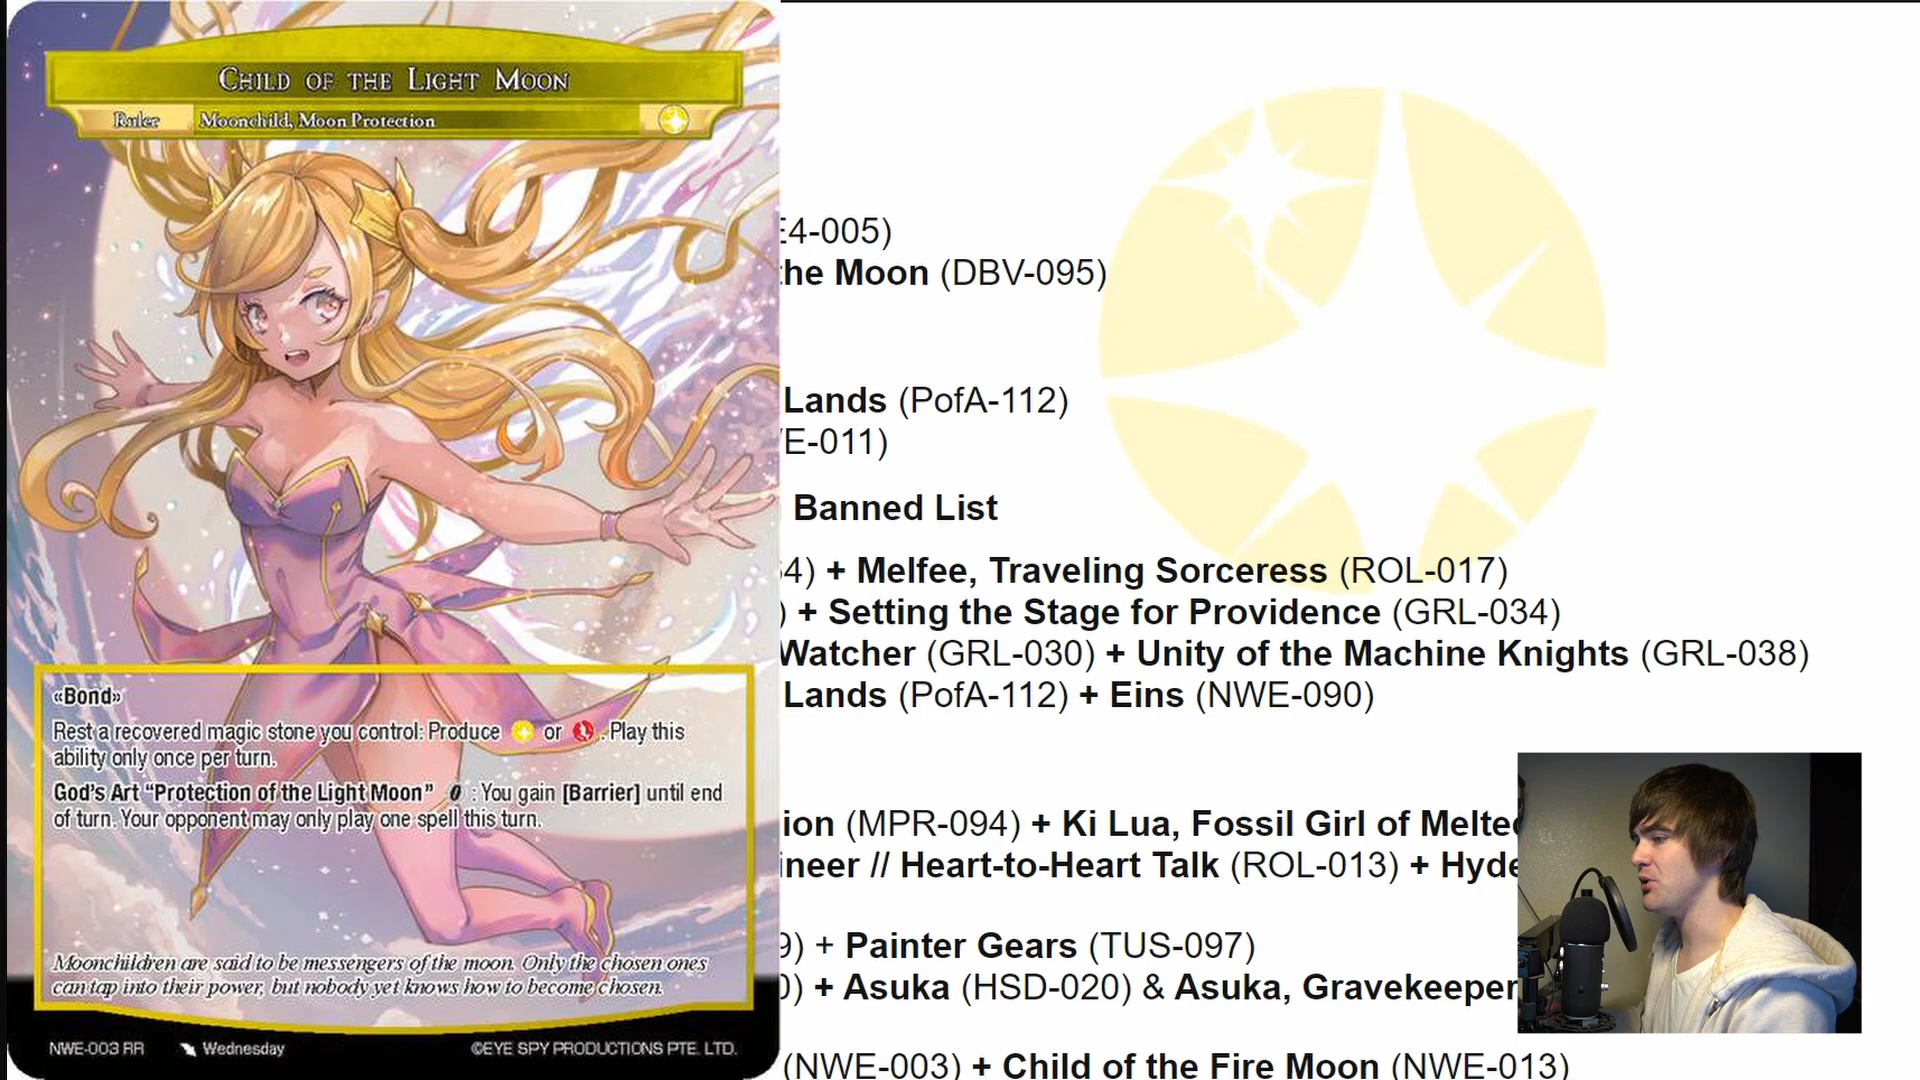 Child of the Light Moon
Ruler Moonchild, Moon Protection
«Bond»
Rest a recovered magic stone you control: Produce or . Play this
ability only once per turn.
God's Art "Protection of the Light Moon" 0 : You gain [Barrier] until end
of turn. Your opponent may only play one spell this turn.
Moonchildren are said to be messengers of the moon. Only the chosen ones
can tap into their power, but nobody yet knows how to become chosen.
NWE-003 RR Wednesday ©EYE SPY PRODUCTIONS PTE. LTD.
E4-005)
the Moon (DBV-095)
Lands (PofA-112)
E-011)
Banned List
4) + Melfee, Traveling Sorceress (ROL-017)
) + Setting the Stage for Providence (GRL-034)
Watcher (GRL-030) + Unity of the Machine Knights (GRL-038)
Lands (PofA-112) + Eins (NWE-090)
ion (MPR-094) + Ki Lua, Fossil Girl of Melte
ineer // Heart-to-Heart Talk (ROL-013) + Hyde
9) + Painter Gears (TUS-097)
0) + Asuka (HSD-020) & Asuka, Gravekeeper
(NWE-003) + Child of the Fire Moon (NWE-013)